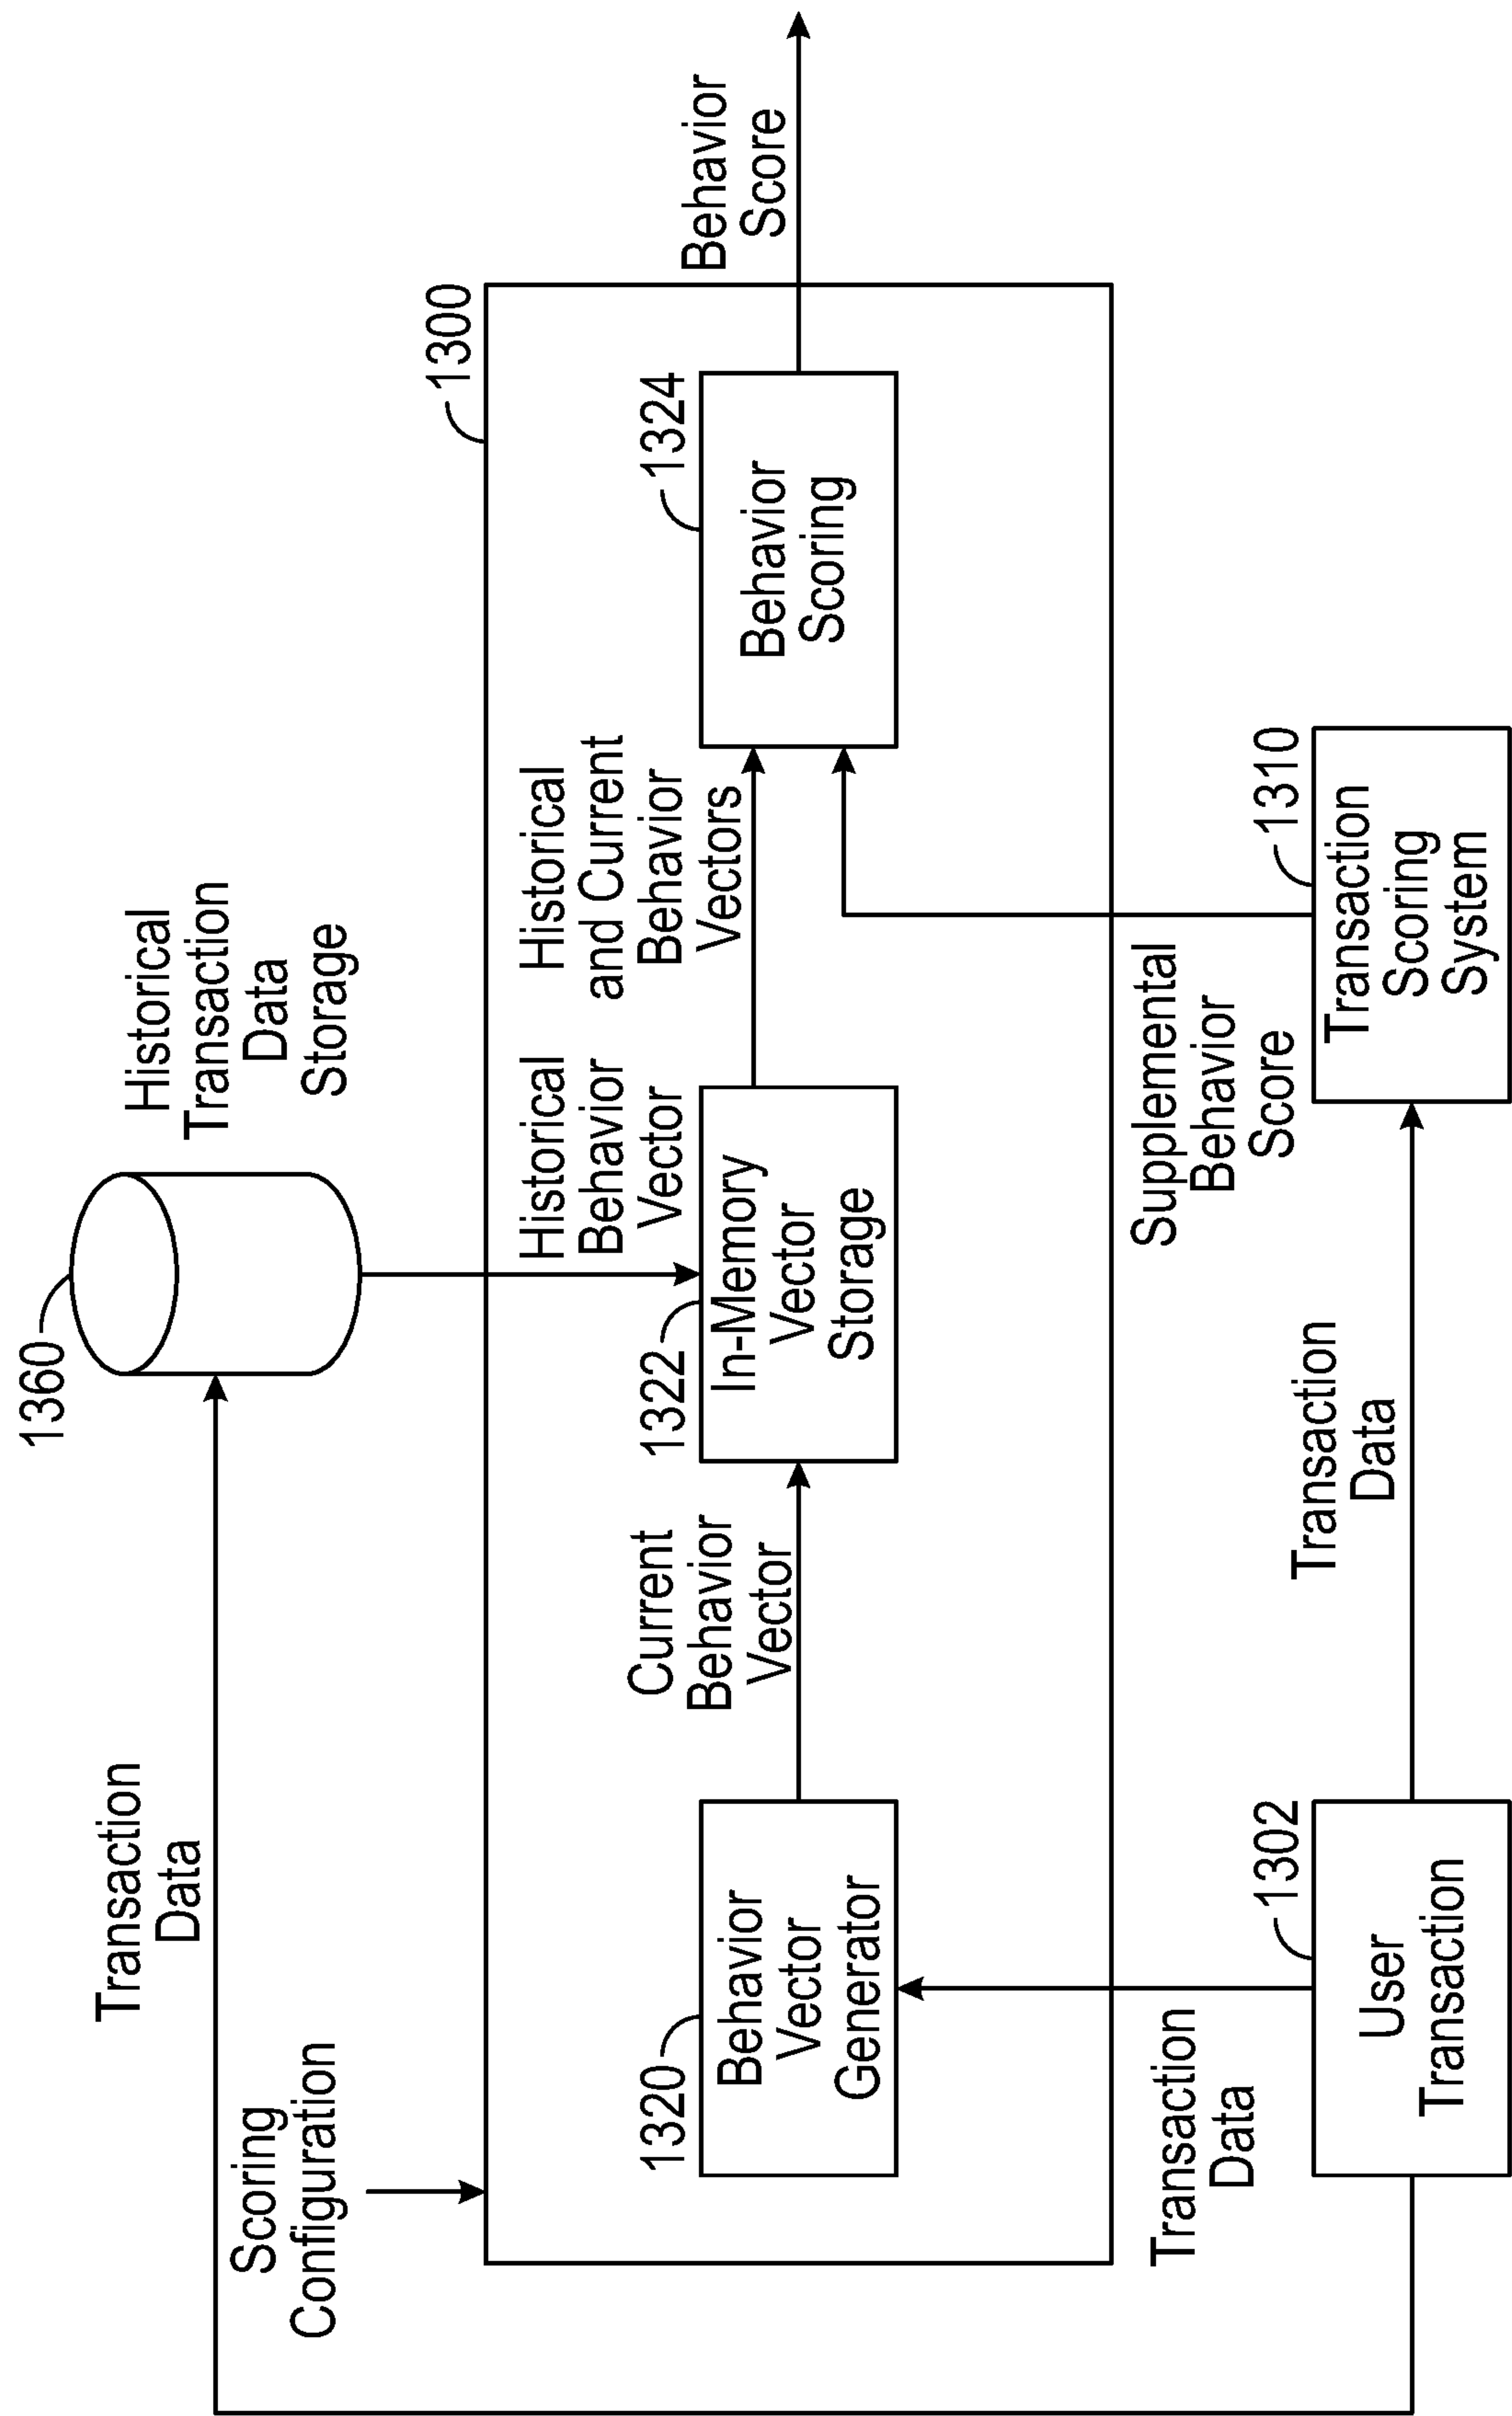 1360
Historical
Transaction
Data
Storage
Transaction
Data
Scoring
Configuration
1300
Historical
Behavior
Vector
Historical
and Current
Behavior
Vectors
Current
Behavior
Vector
1320
Behavior
Vector
Generator
1322
In-Memory
Vector
Storage
1324
Behavior
Scoring
Behavior
Score
Transaction
Data
Supplemental
Behavior
Score
1302
User
Transaction
Transaction
Data
1310
Transaction
Scoring
System